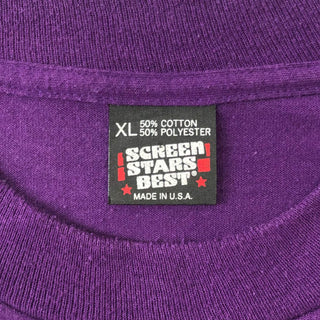 XL 50% COTTON
50% POLYESTER
SCREEN
STARS
BEST®
MADE IN U.S.A.